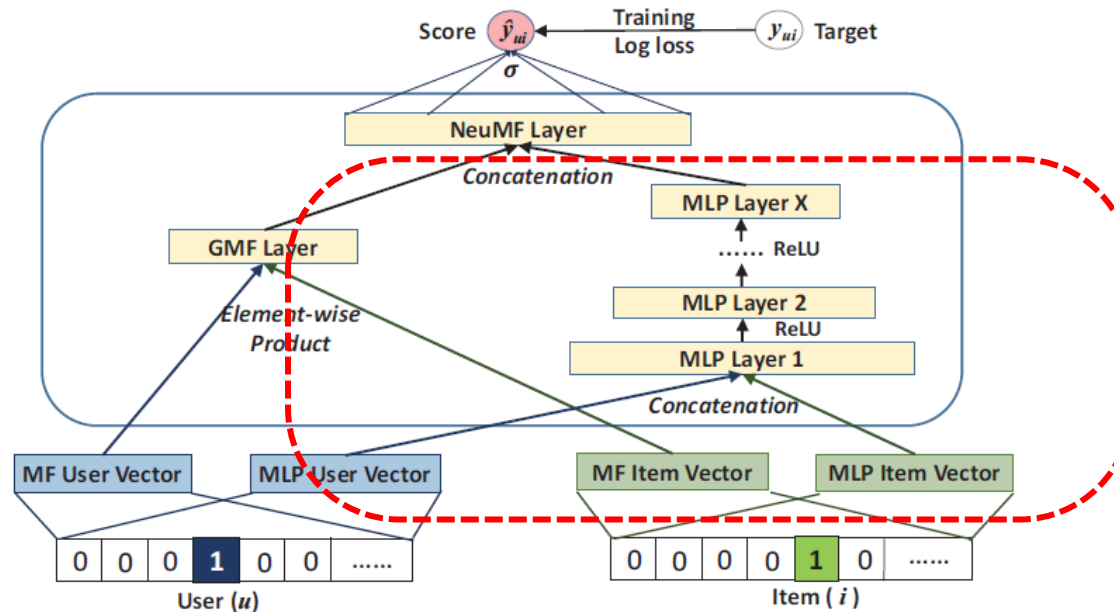 Score ŷui Training yui Target
Log loss
σ
NeuMF Layer
Concatenation
MLP Layer X
GMF Layer
...... ReLU
Element-wise
Product
MLP Layer 2
ReLU
MLP Layer 1
Concatenation
MF User Vector MLP User Vector MF Item Vector MLP Item Vector
0 0 0 1 0 0 ...... 0 0 0 0 1 0 ......
User (u) Item ( i )